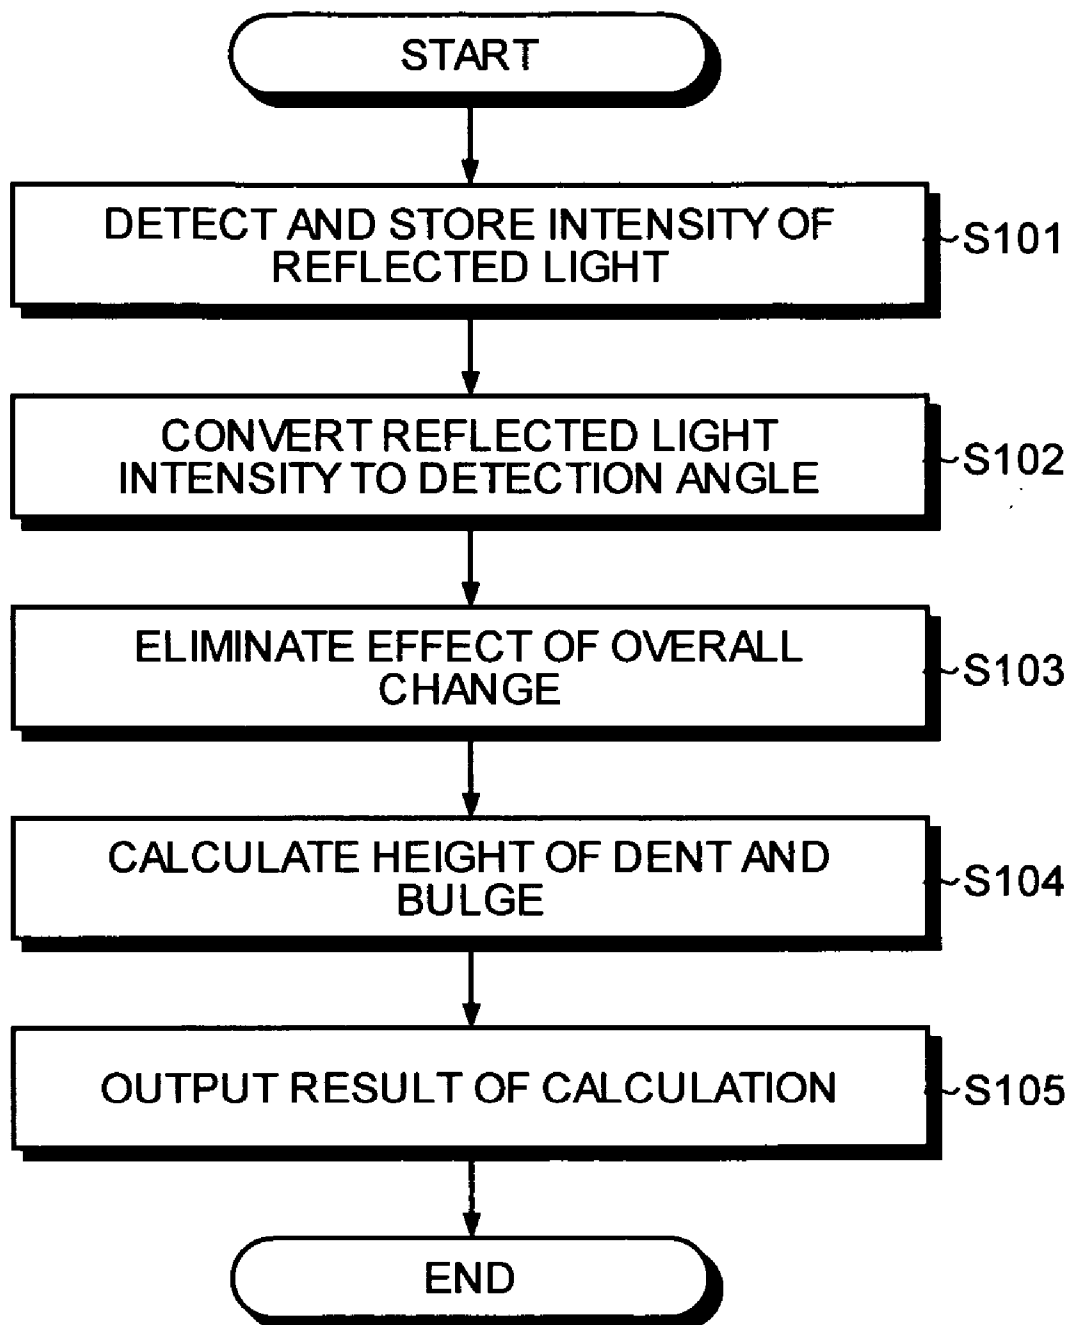 START
DETECT AND STORE INTENSITY OF
REFLECTED LIGHT
S101
CONVERT REFLECTED LIGHT
INTENSITY TO DETECTION ANGLE
S102
ELIMINATE EFFECT OF OVERALL
CHANGE
S103
CALCULATE HEIGHT OF DENT AND
BULGE
S104
OUTPUT RESULT OF CALCULATION
S105
END